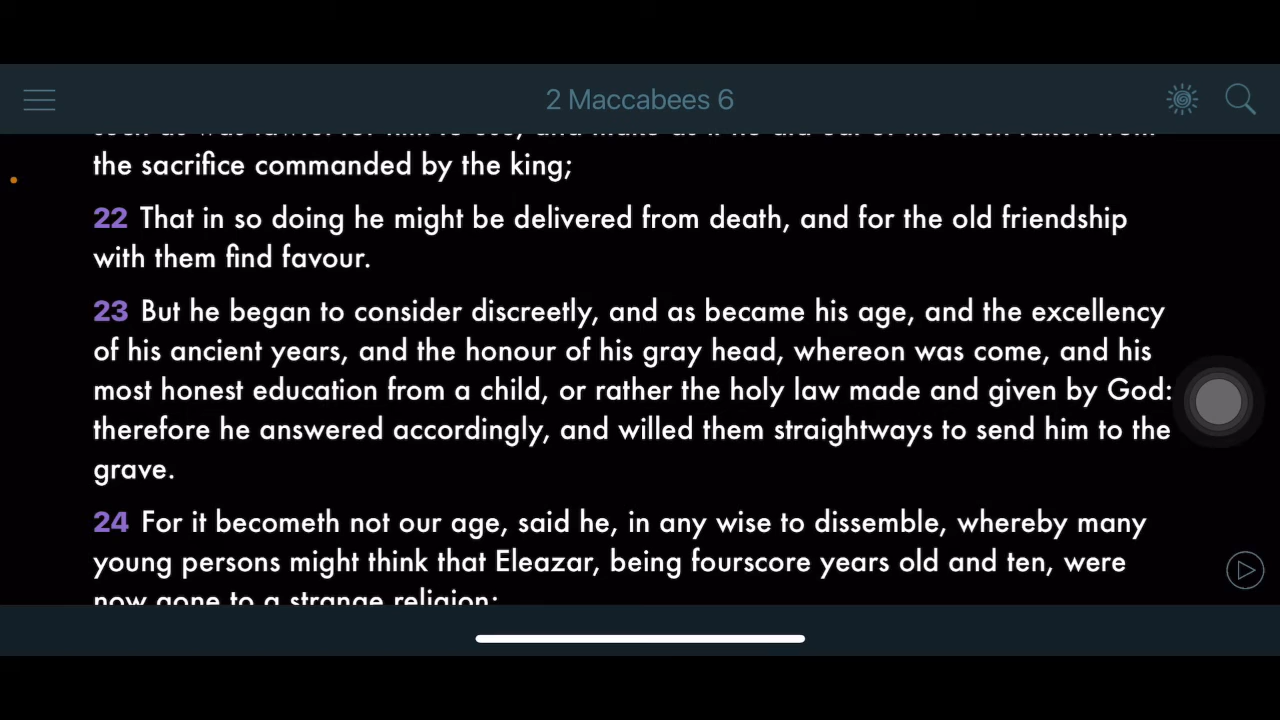 2 Maccabees 6
the sacrifice commanded by the king;
22 That in so doing he might be delivered from death, and for the old friendship
with them find favour.
23 But he began to consider discreetly, and as became his age, and the excellency
of his ancient years, and the honour of his gray head, whereon was come, and his
most honest education from a child, or rather the holy law made and given by God:
therefore he answered accordingly, and willed them straightways to send him to the
grave.
24 For it becometh not our age, said he, in any wise to dissemble, whereby many
young persons might think that Eleazar, being fourscore years old and ten, were
now gone to a strange religion;